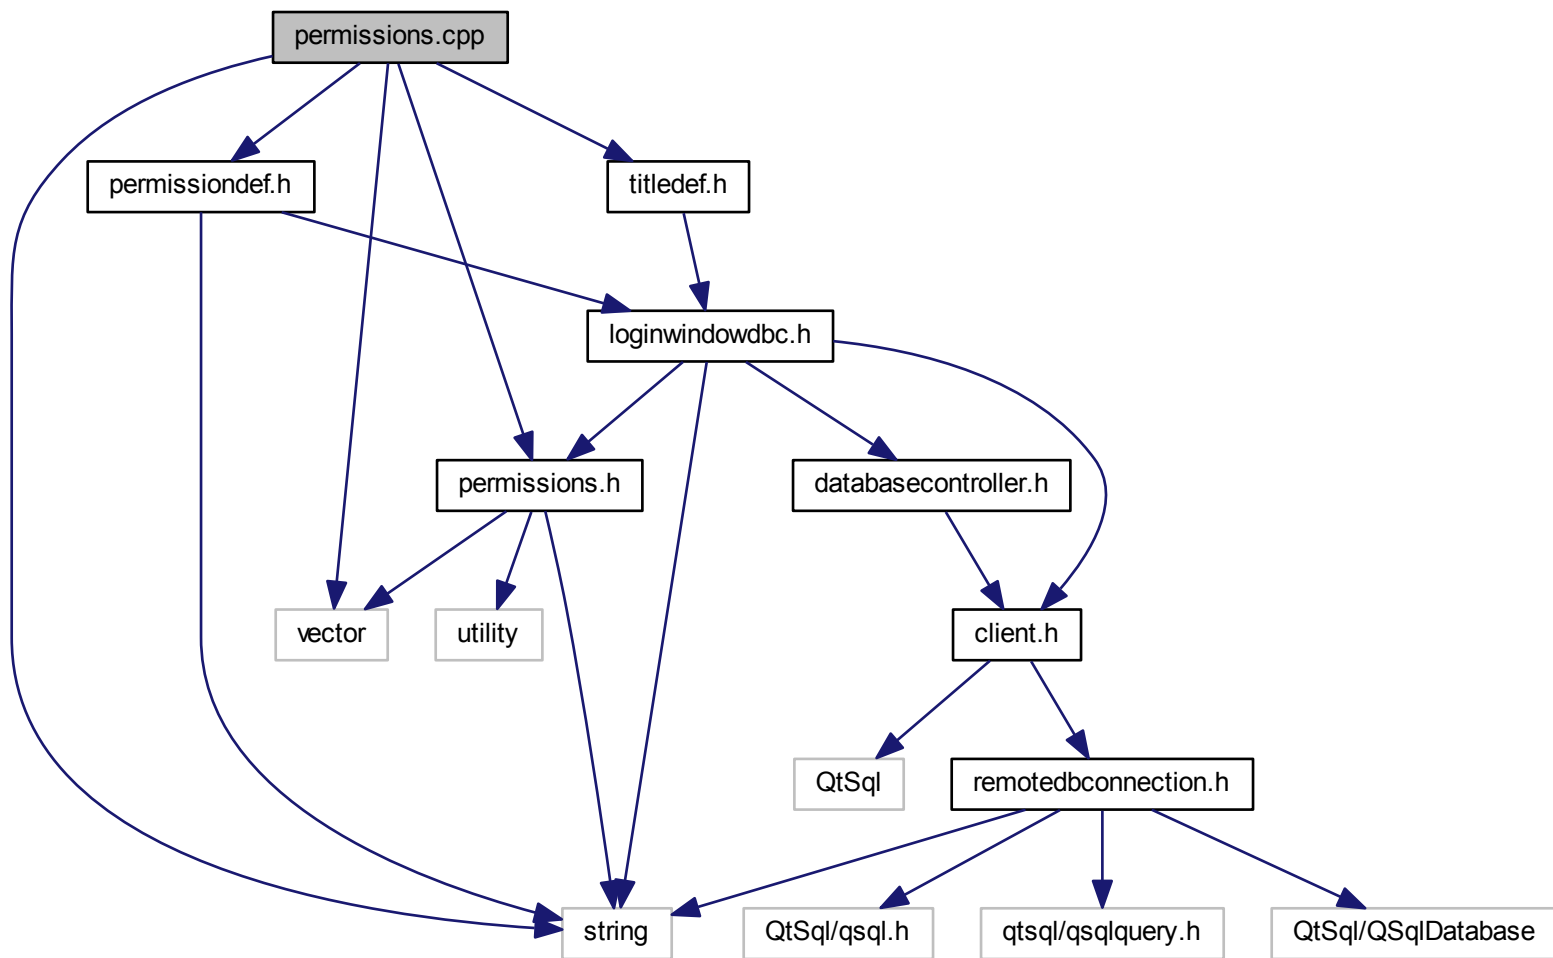 permissions.cpp
permissiondef.h
titledef.h
loginwindowdbc.h
permissions.h
databasecontroller.h
vector
utility
client.h
QtSql
remotedbconnection.h
string
QtSql/qsql.h
qtsql/qsqlquery.h
QtSql/QSqlDatabase